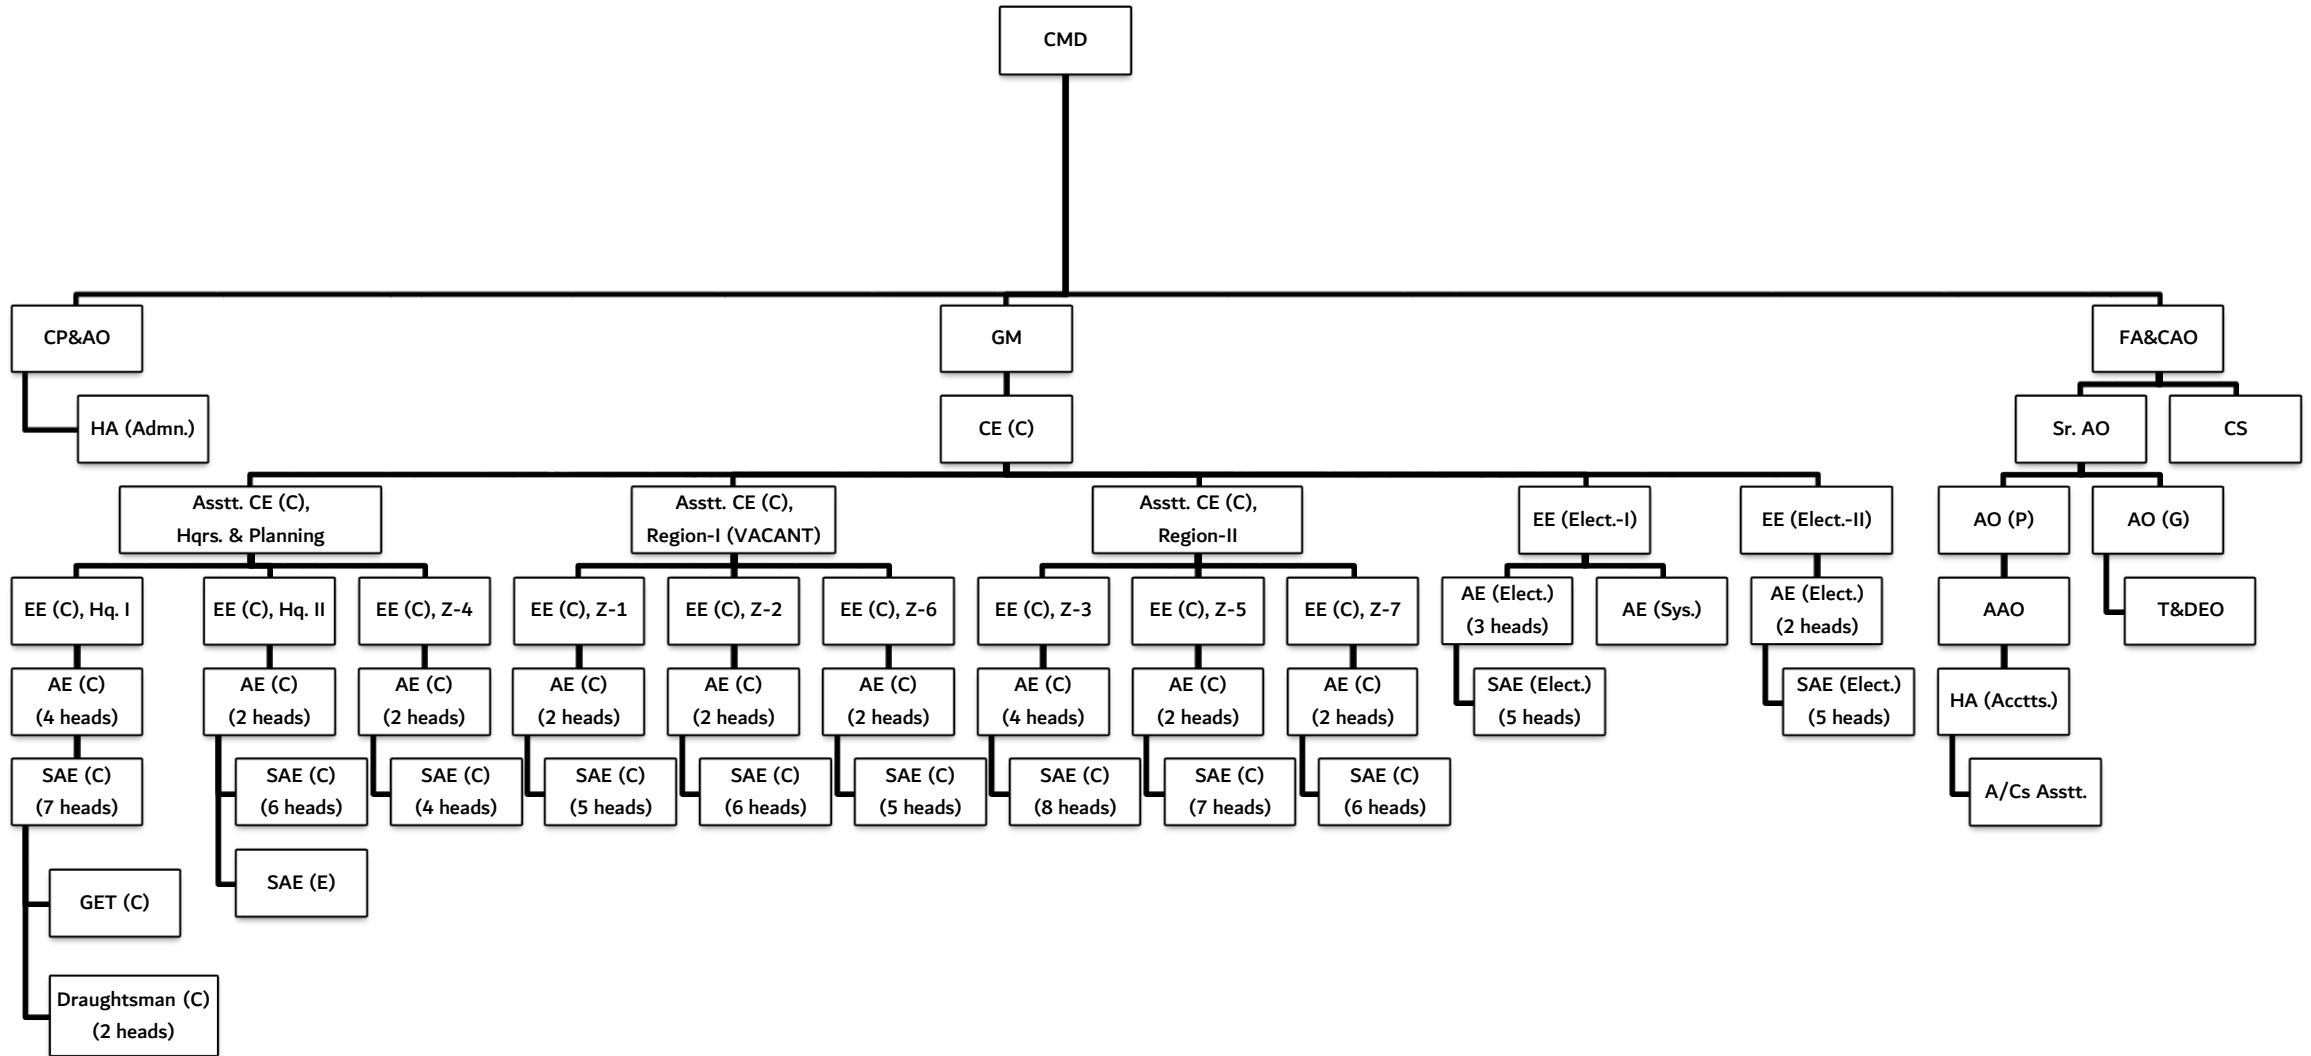 CMD
CP&AO
GM
FA&CAO
HA (Admn.)
CE (C)
Sr. AO
CS
Asstt. CE (C),
Hqrs. & Planning
Asstt. CE (C),
Region-I (VACANT)
Asstt. CE (C),
Region-II
EE (Elect.-I)
EE (Elect.-II)
AO (P)
AO (G)
EE (C), Hq. I
EE (C), Hq. II
EE (C), Z-4
EE (C), Z-1
EE (C), Z-2
EE (C), Z-6
EE (C), Z-3
EE (C), Z-5
EE (C), Z-7
AE (Elect.)
(3 heads)
AE (Sys.)
AE (Elect.)
(2 heads)
AAO
T&DEO
AE (C)
(4 heads)
AE (C)
(2 heads)
AE (C)
(2 heads)
AE (C)
(2 heads)
AE (C)
(2 heads)
AE (C)
(2 heads)
AE (C)
(4 heads)
AE (C)
(2 heads)
AE (C)
(2 heads)
SAE (Elect.)
(5 heads)
SAE (Elect.)
(5 heads)
HA (Acctts.)
SAE (C)
(7 heads)
SAE (C)
(6 heads)
SAE (C)
(4 heads)
SAE (C)
(5 heads)
SAE (C)
(6 heads)
SAE (C)
(5 heads)
SAE (C)
(8 heads)
SAE (C)
(7 heads)
SAE (C)
(6 heads)
A/Cs Asstt.
GET (C)
SAE (E)
Draughtsman (C)
(2 heads)